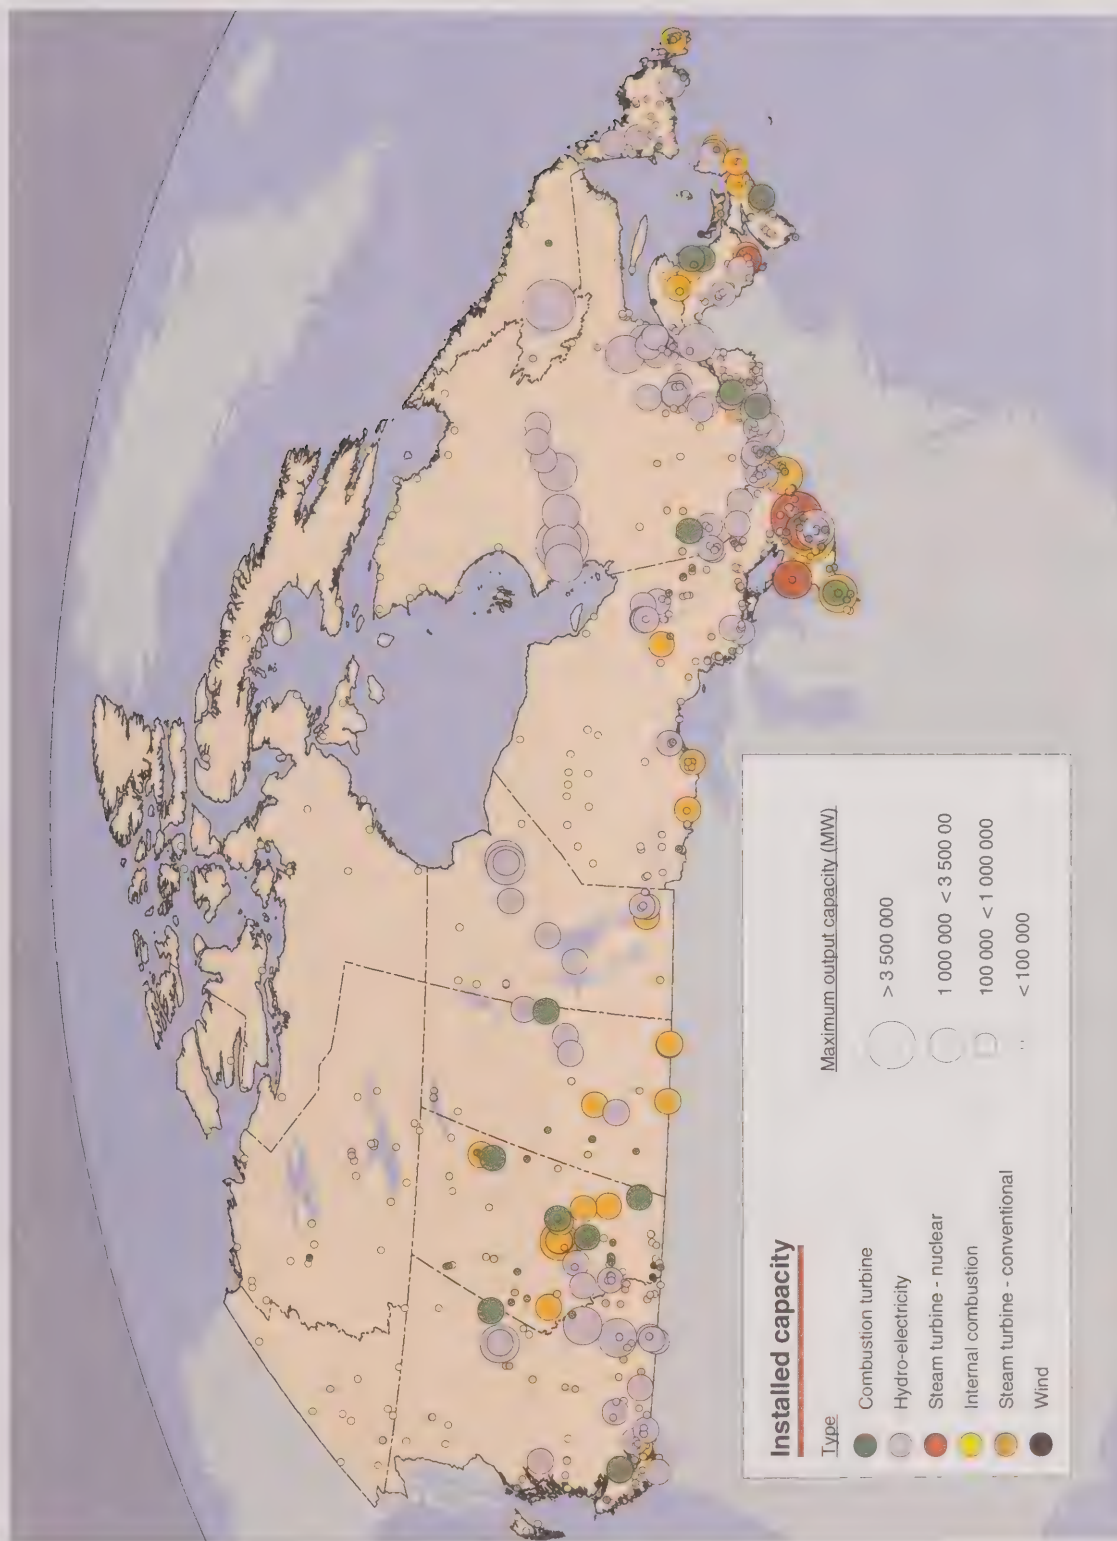 Installed capacity
Type
Combustion turbine
Hydro-electricity
Steam turbine - nuclear
Internal combustion
Steam turbine - conventional
Wind
Maximum output capacity (MW)
> 3 500 000
1 000 000 < 3 500 00
100 000 < 1 000 000
< 100 000